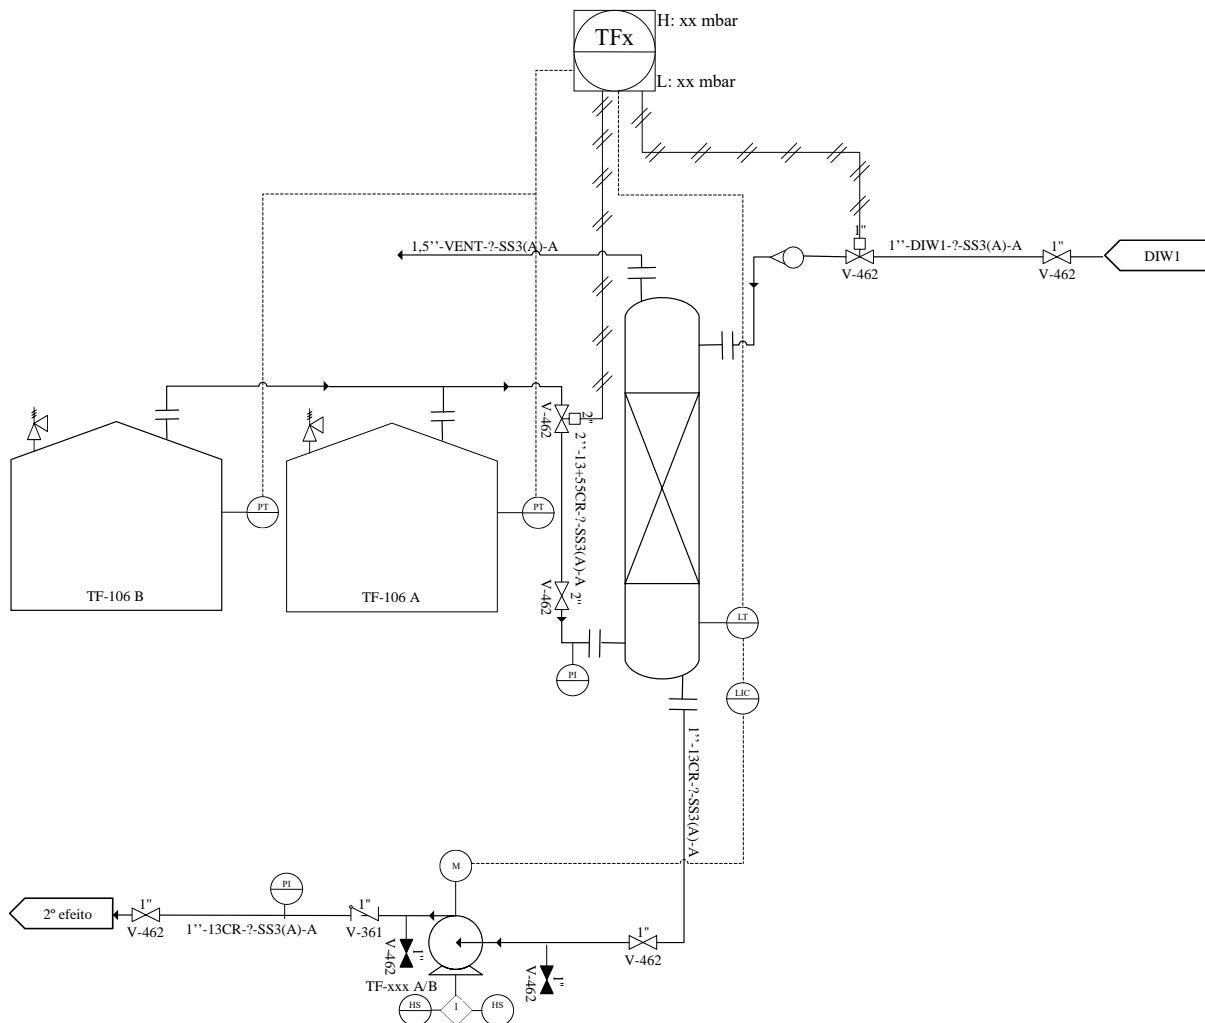 H: xx mbar
TFx
L: xx mbar
1"
1’’-DIW1-?-SS3(A)-A
1"
1,5’’-VENT-?-SS3(A)-A
DIW1
V-462
V-462
V-462
2"
2’’-13+55CR-?-SS3(A)-A
PT
PT
V-462
2"
TF-106 B
TF-106 A
LT
PI
LIC
1’’-13CR-?-SS3(A)-A
M
PI
1"
1"
2º efeito
1’’-13CR-?-SS3(A)-A
V-462
V-361
V-462
1"
1"
V-462
V-462
1"
TF-xxx A/B
HS
I
HS